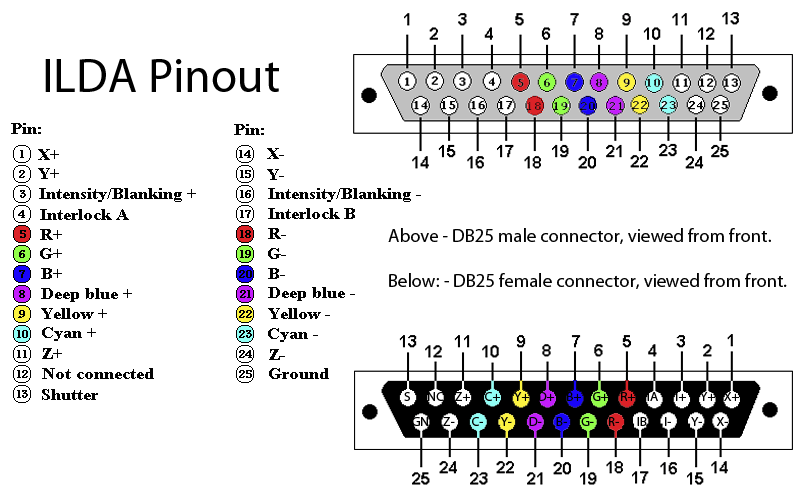 ILDA Pinout
Pin:
1 X+
2 Y+
3 Intensity/Blanking +
4 Interlock A
5 R+
6 G+
7 B+
8 Deep blue +
9 Yellow +
10 Cyan +
11 Z+
12 Not connected
13 Shutter
Pin:
14 X-
15 Y-
16 Intensity/Blanking -
17 Interlock B
18 R-
19 G-
20 B-
21 Deep blue -
22 Yellow -
23 Cyan -
24 Z-
25 Ground
1 2 3 4 5 6 7 8 9 10 11 12 13
1 2 3 4 5 6 7 8 9 10 11 12 13
14 15 16 17 18 19 20 21 22 23 24 25
14 15 16 17 18 19 20 21 22 23 24 25
Above - DB25 male connector, viewed from front.
Below: - DB25 female connector, viewed from front.
13 12 11 10 9 8 7 6 5 4 3 2 1
S NC Z+ C+ Y+ D+ B+ G+ R+ IA I+ Y+ X+
GN Z- C- Y- D- B- G- R- IB I- Y- X-
25 24 23 22 21 20 19 18 17 16 15 14